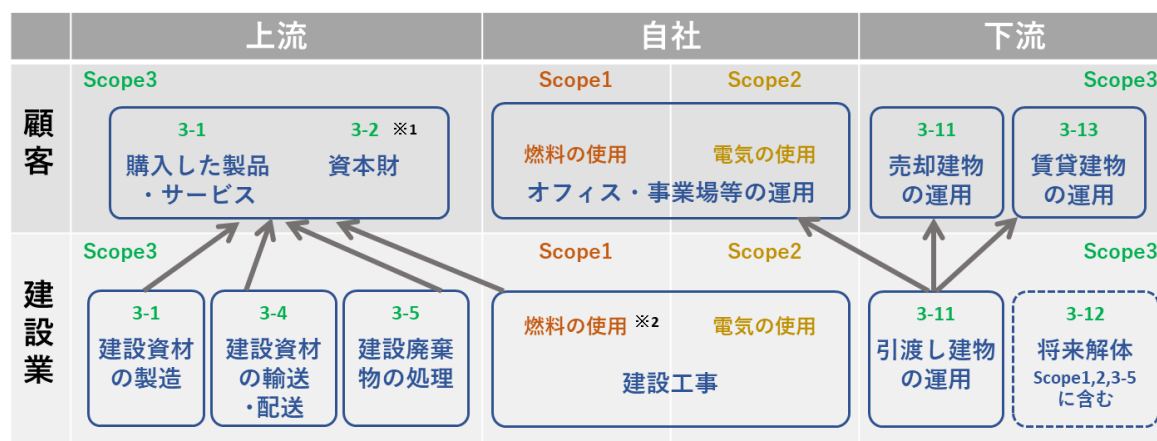 上流
自社
下流
顧客
Scope3
Scope1
Scope2
Scope3
3-1
3-2 ※1
購入した製品
・サービス
資本財
燃料の使用
電気の使用
オフィス・事業場等の運用
3-11
売却建物
の運用
3-13
賃貸建物
の運用
建設業
Scope3
Scope1
Scope2
Scope3
3-1
建設資材
の製造
3-4
建設資材
の輸送
・配送
3-5
建設廃棄
物の処理
燃料の使用 ※2
電気の使用
建設工事
3-11
引渡し建物
の運用
3-12
将来解体
Scope1,2,3-5
に含む